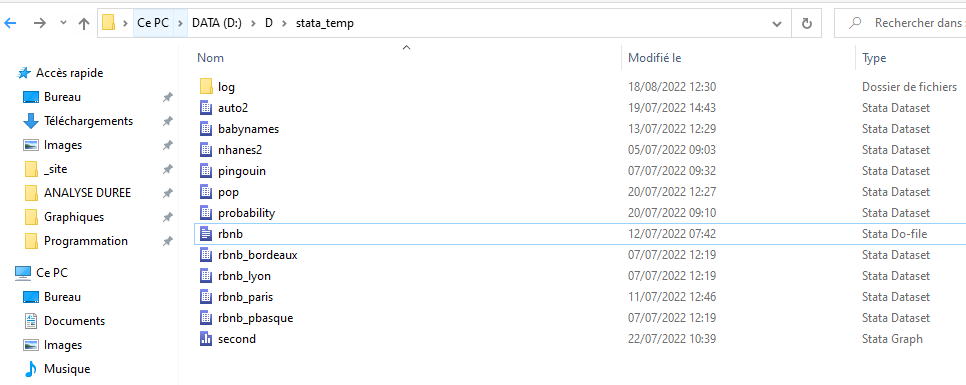 Ce PC > DATA (D:) > D > stata_temp
Rechercher dans :
Nom Modifié le Type
Accès rapide
Bureau
Téléchargements
Images
_site
ANALYSE DUREE
Graphiques
Programmation
Ce PC
Bureau
Documents
Images
Musique
log 18/08/2022 12:30 Dossier de fichiers
auto2 19/07/2022 14:43 Stata Dataset
babynames 13/07/2022 12:29 Stata Dataset
nhanes2 05/07/2022 09:03 Stata Dataset
pingouin 07/07/2022 09:32 Stata Dataset
pop 20/07/2022 12:27 Stata Dataset
probability 20/07/2022 09:10 Stata Dataset
rbnb 12/07/2022 07:42 Stata Do-file
rbnb_bordeaux 07/07/2022 12:19 Stata Dataset
rbnb_lyon 07/07/2022 12:19 Stata Dataset
rbnb_paris 11/07/2022 12:46 Stata Dataset
rbnb_pbasque 07/07/2022 12:19 Stata Dataset
second 22/07/2022 10:39 Stata Graph